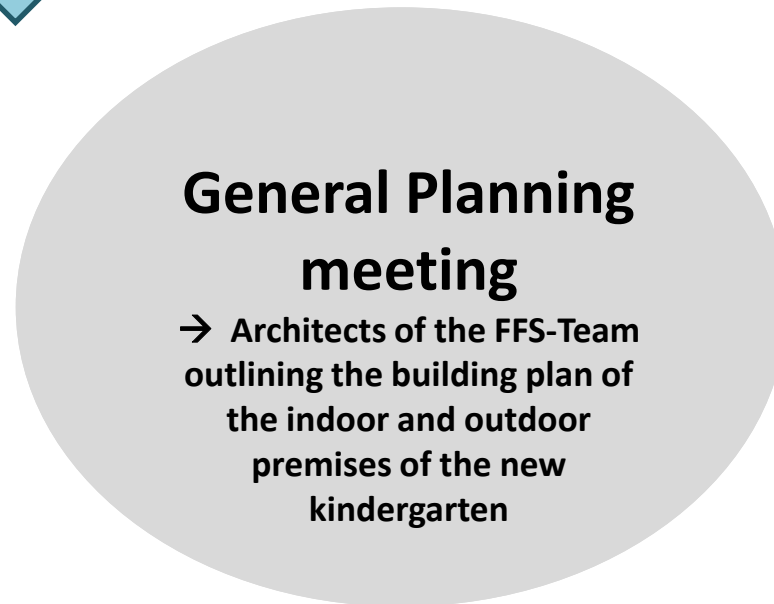 General Planning
meeting
→ Architects of the FFS-Team
outlining the building plan of
the indoor and outdoor
premises of the new
kindergarten